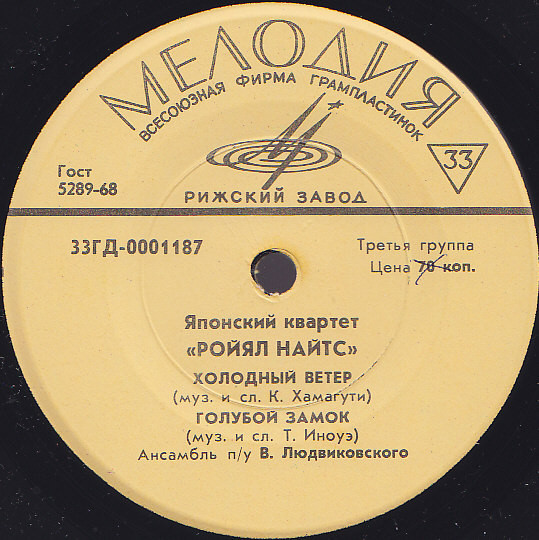 МЕЛОДИЯ
ВСЕСОЮЗНАЯ ФИРМА ГРАМПЛАСТИНОК
33
Гост
5289-68
РИЖСКИЙ ЗАВОД
33ГД-0001187
Третья группа
Цена 70 коп.
Японский квартет
«РОЙЯЛ НАЙТС»
ХОЛОДНЫЙ ВЕТЕР
(муз. и сл. К. Хамагути)
ГОЛУБОЙ ЗАМОК
(муз. и сл. Т. Иноуэ)
Ансамбль п/у В. Людвиковского